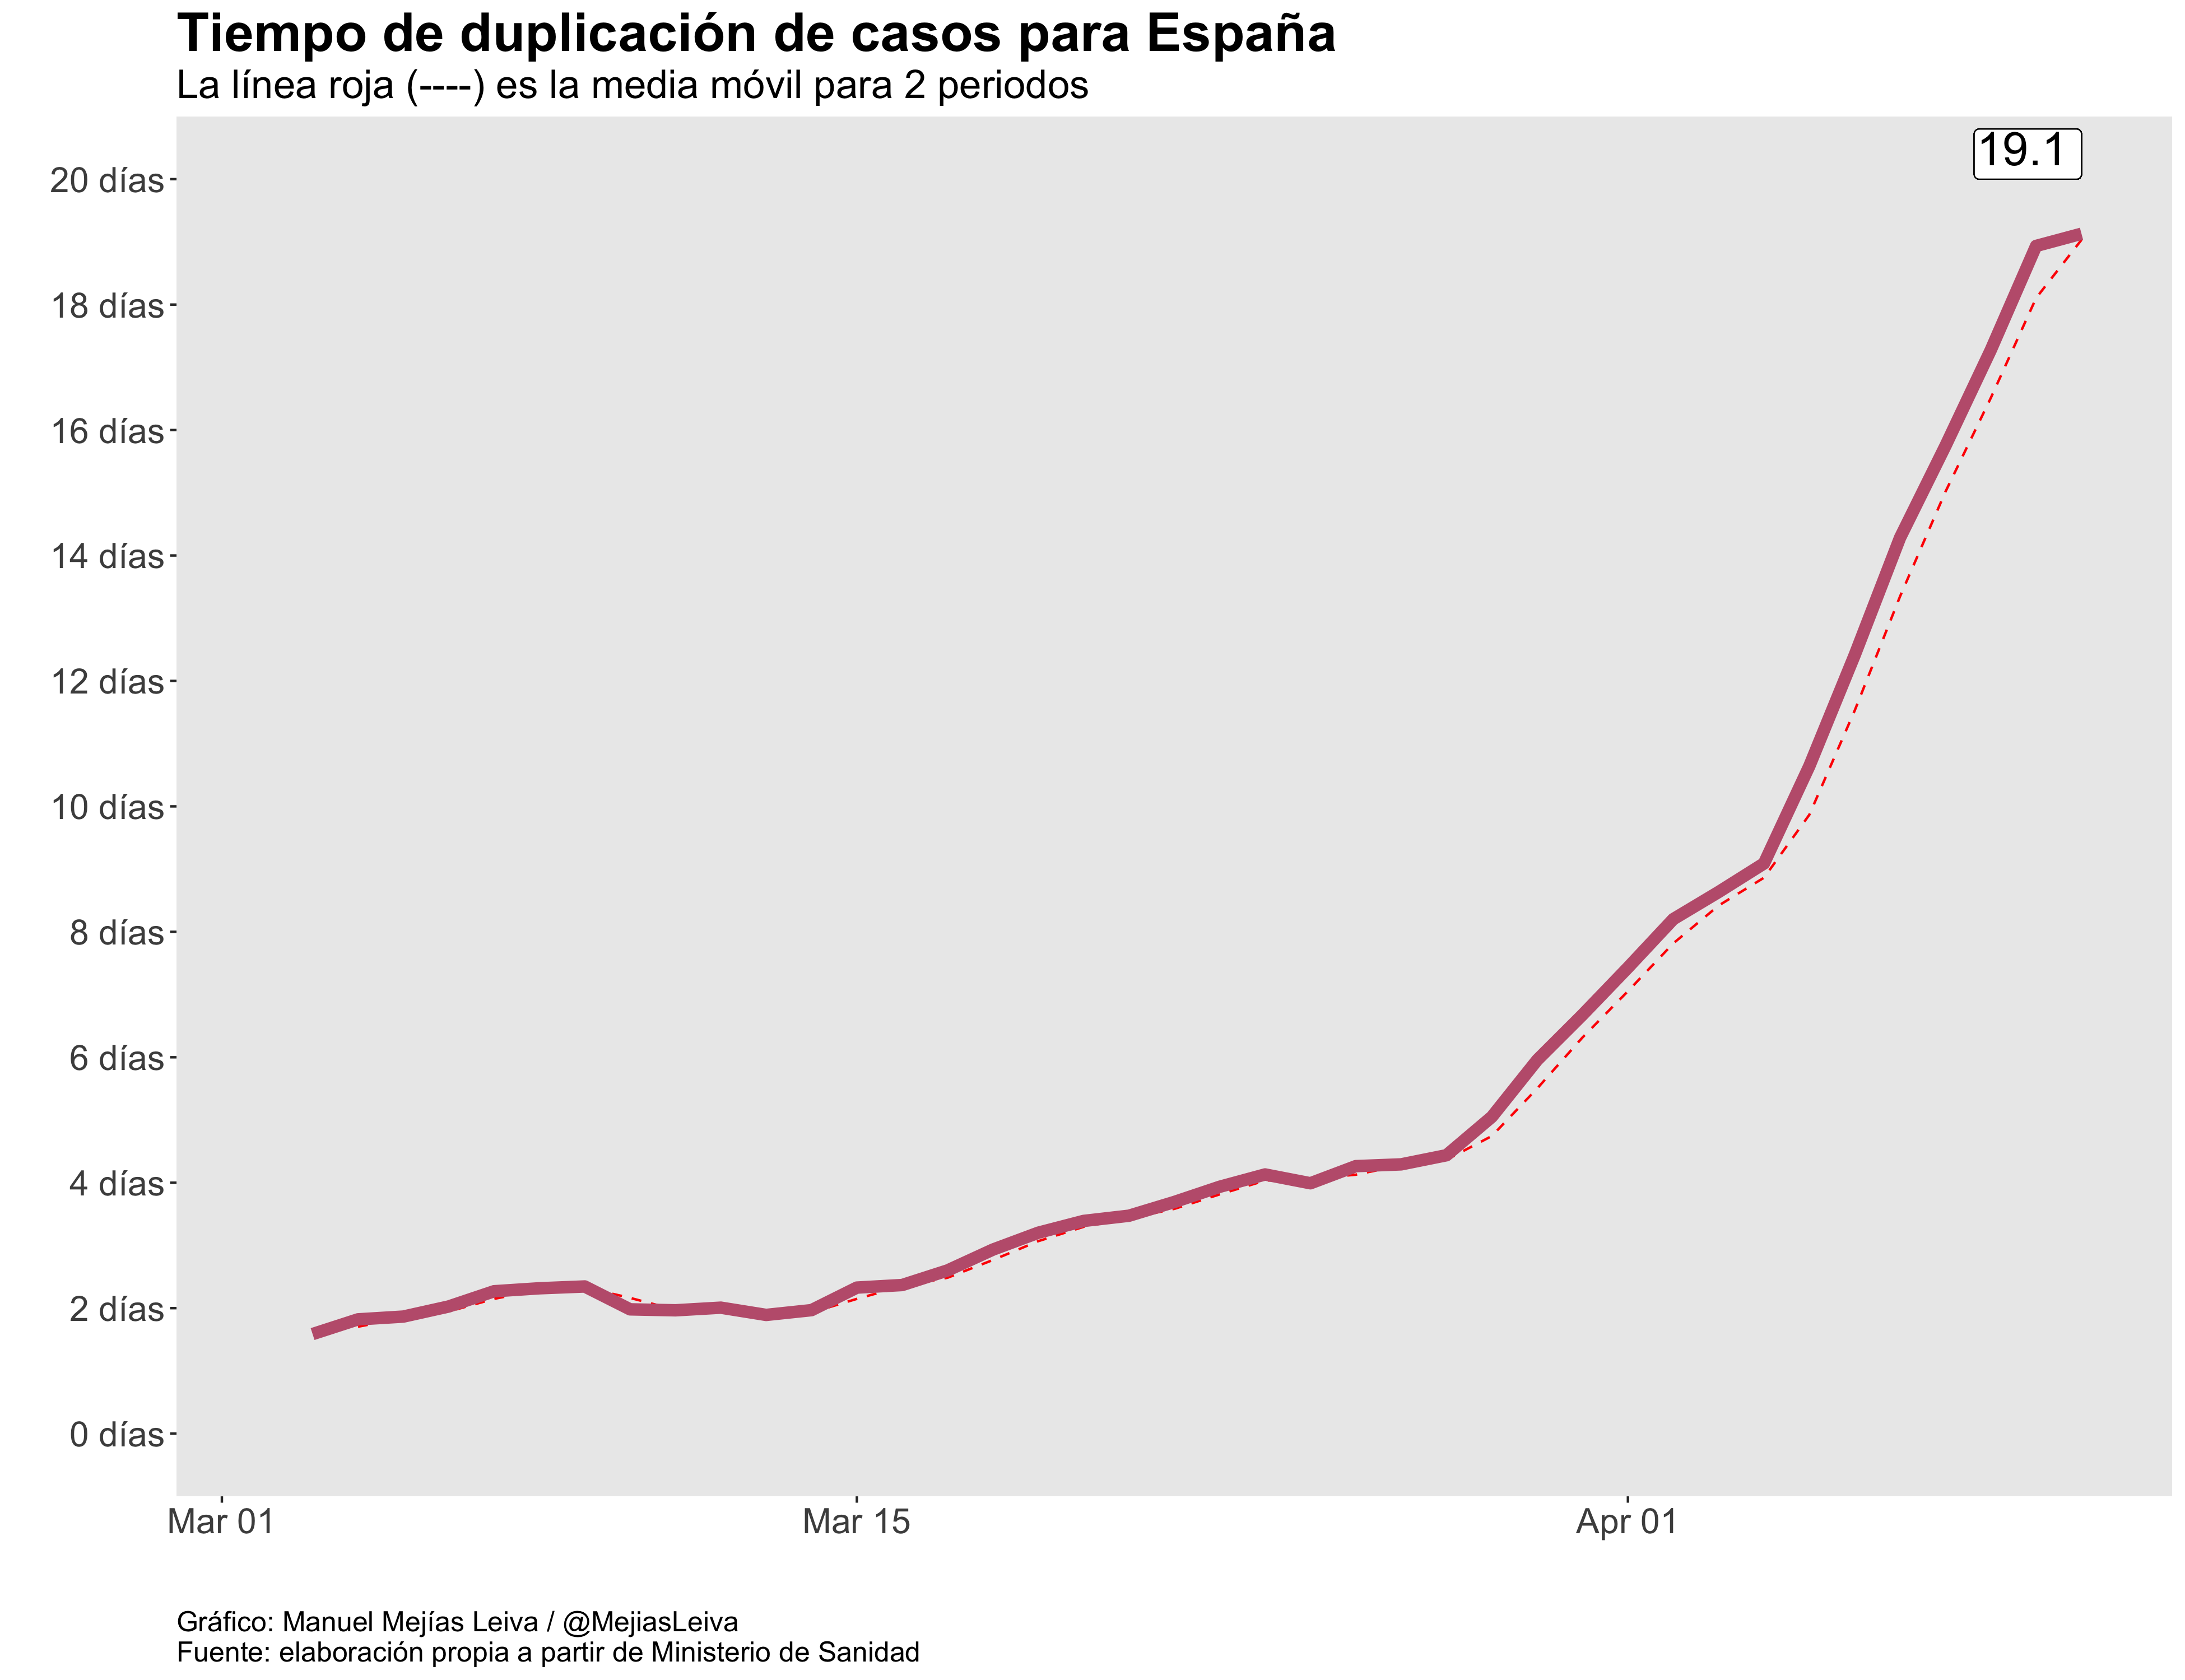 Tiempo de duplicación de casos para España
La línea roja (----) es la media móvil para 2 periodos
19.1
20 días
18 días
16 días
14 días
12 días
10 días
8 días
6 días
4 días
2 días
0 días
Mar 01
Mar 15
Apr 01
Gráfico: Manuel Mejías Leiva / @MejiasLeiva
Fuente: elaboración propia a partir de Ministerio de Sanidad